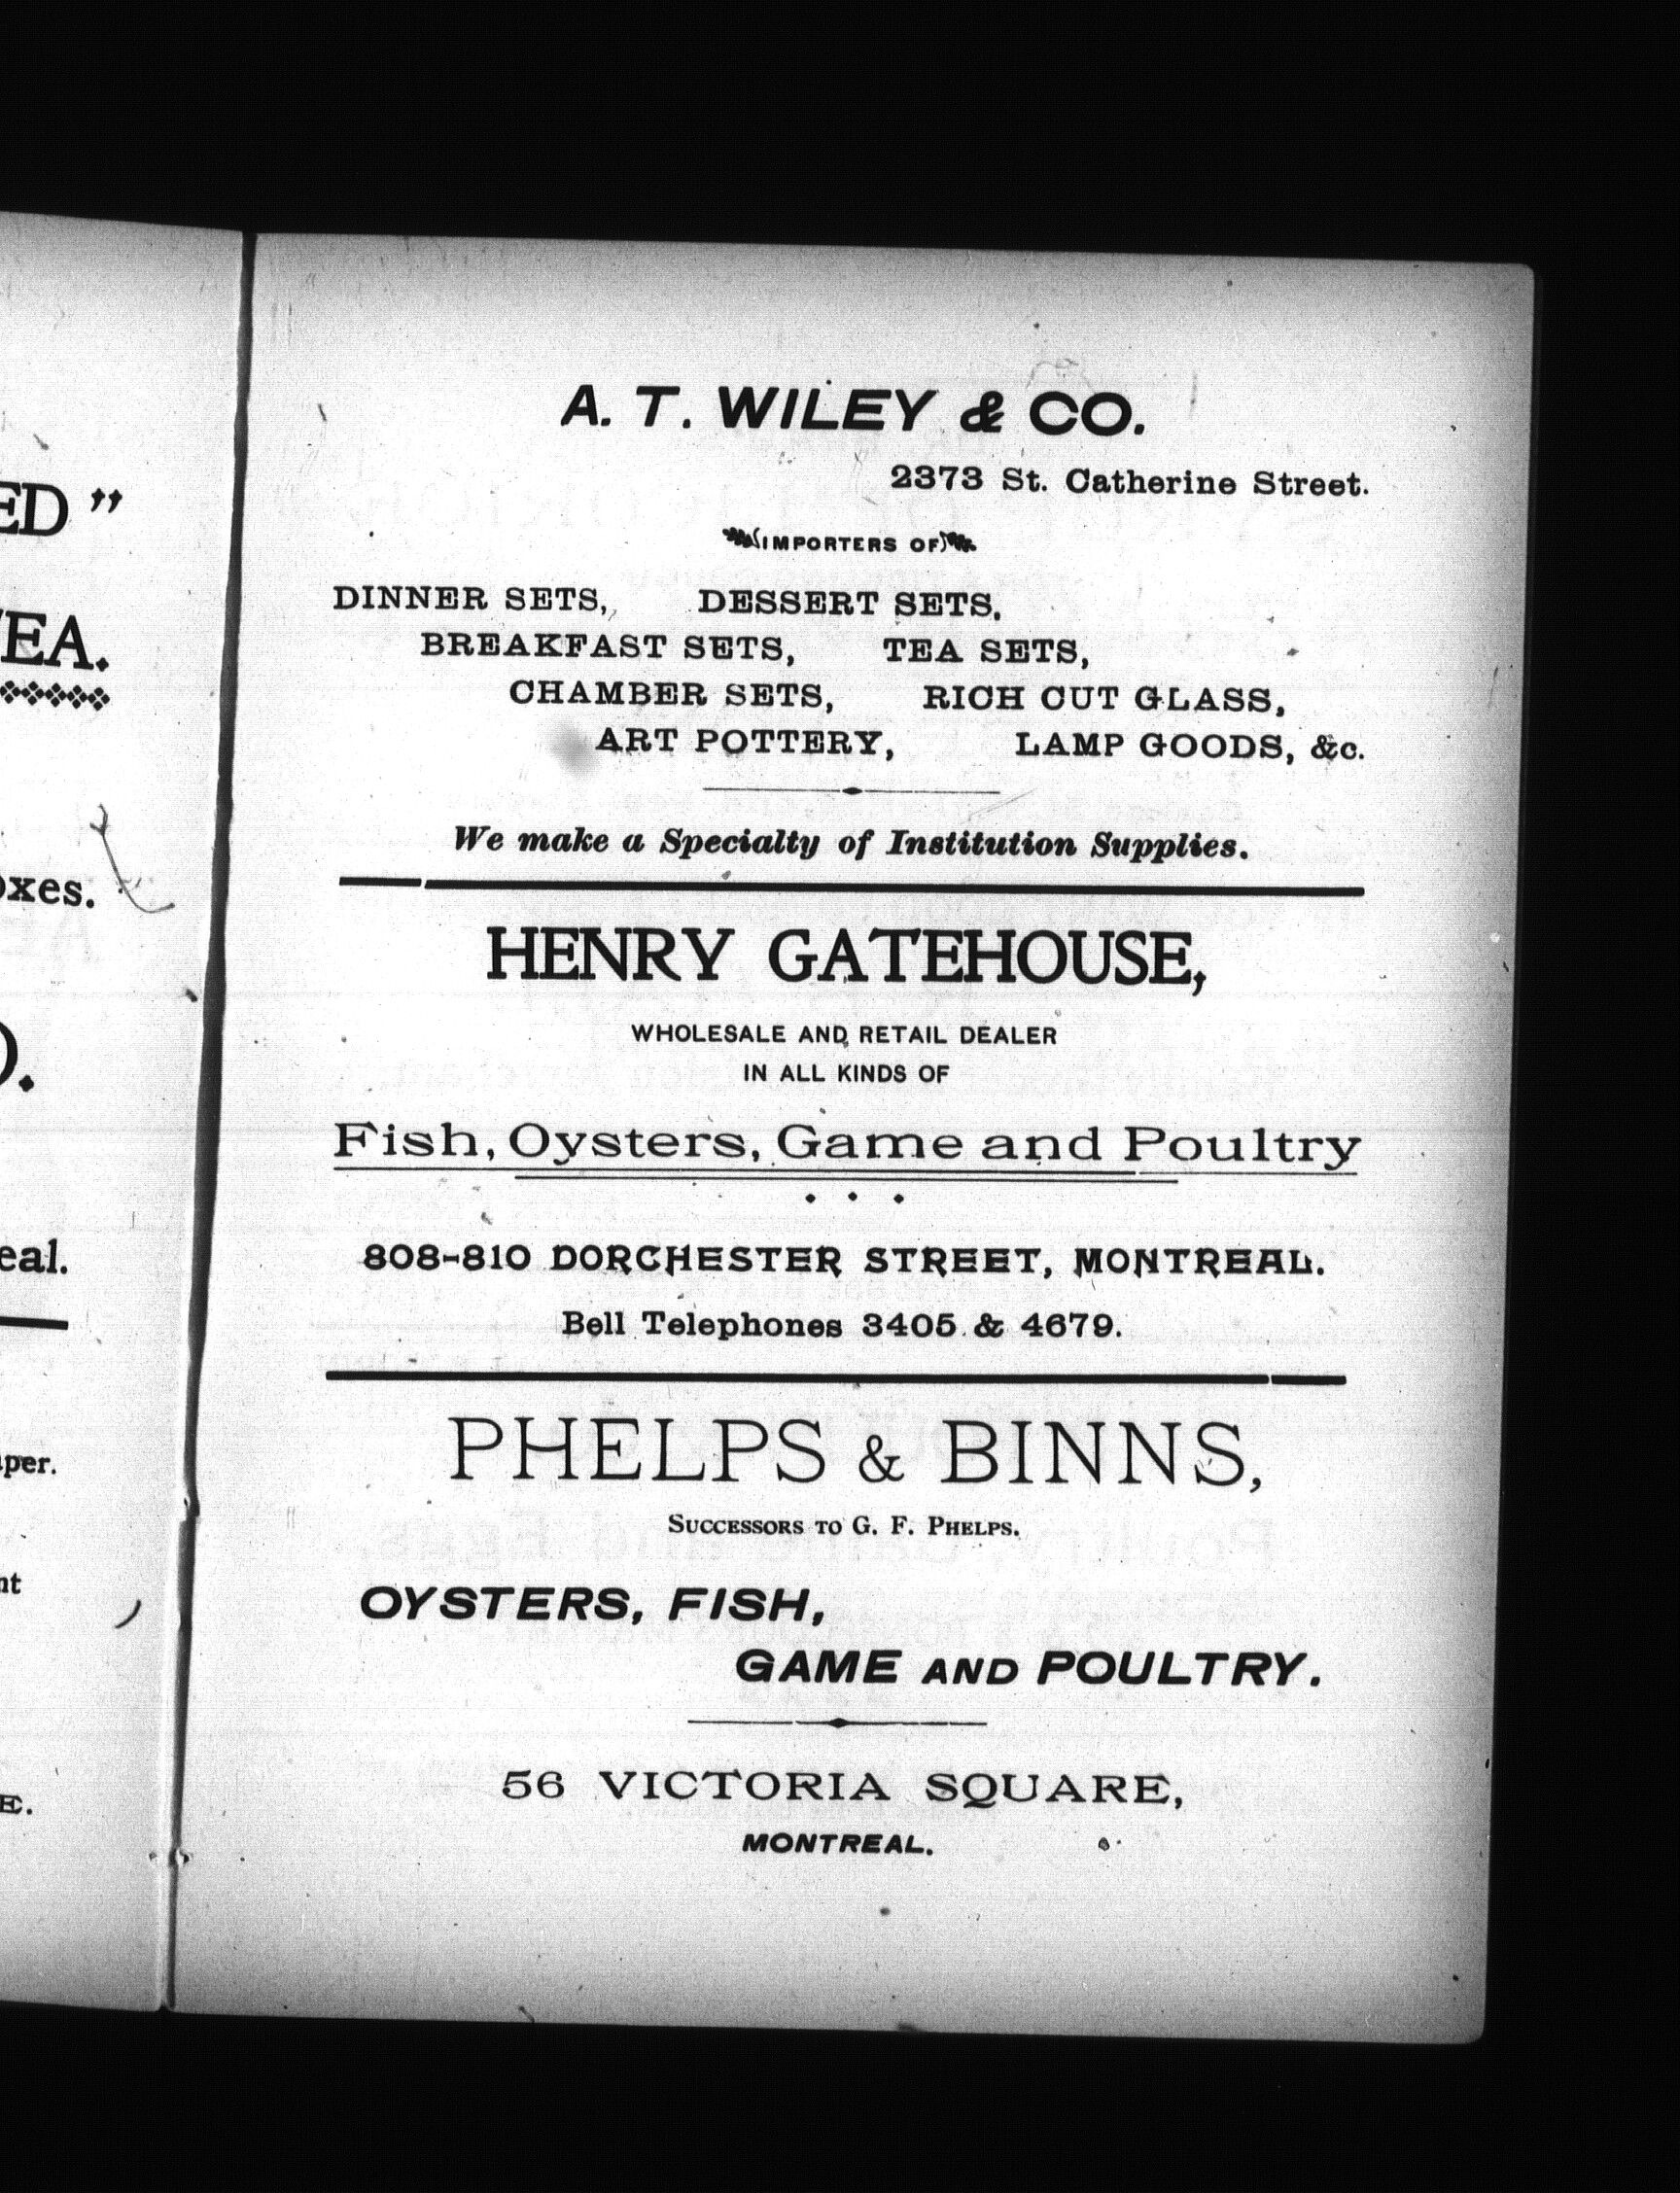 ED"
EA.
oxes.
eal.
per.
E.
A. T. WILEY & CO.
2373 St. Catherine Street.
IMPORTERS OF
DINNER SETS, DESSERT SETS,
BREAKFAST SETS, TEA SETS,
CHAMBER SETS, RICH CUT GLASS,
ART POTTERY, LAMP GOODS, &c.
We make a Specialty of Institution Supplies.
HENRY GATEHOUSE,
WHOLESALE AND RETAIL DEALER
IN ALL KINDS OF
Fish, Oysters, Game and Poultry
808-810 DORCHESTER STREET, MONTREAL.
Bell Telephones 3405 & 4679.
PHELPS & BINNS,
SUCCESSORS TO G. F. PHELPS.
OYSTERS, FISH,
GAME AND POULTRY.
56 VICTORIA SQUARE,
MONTREAL.